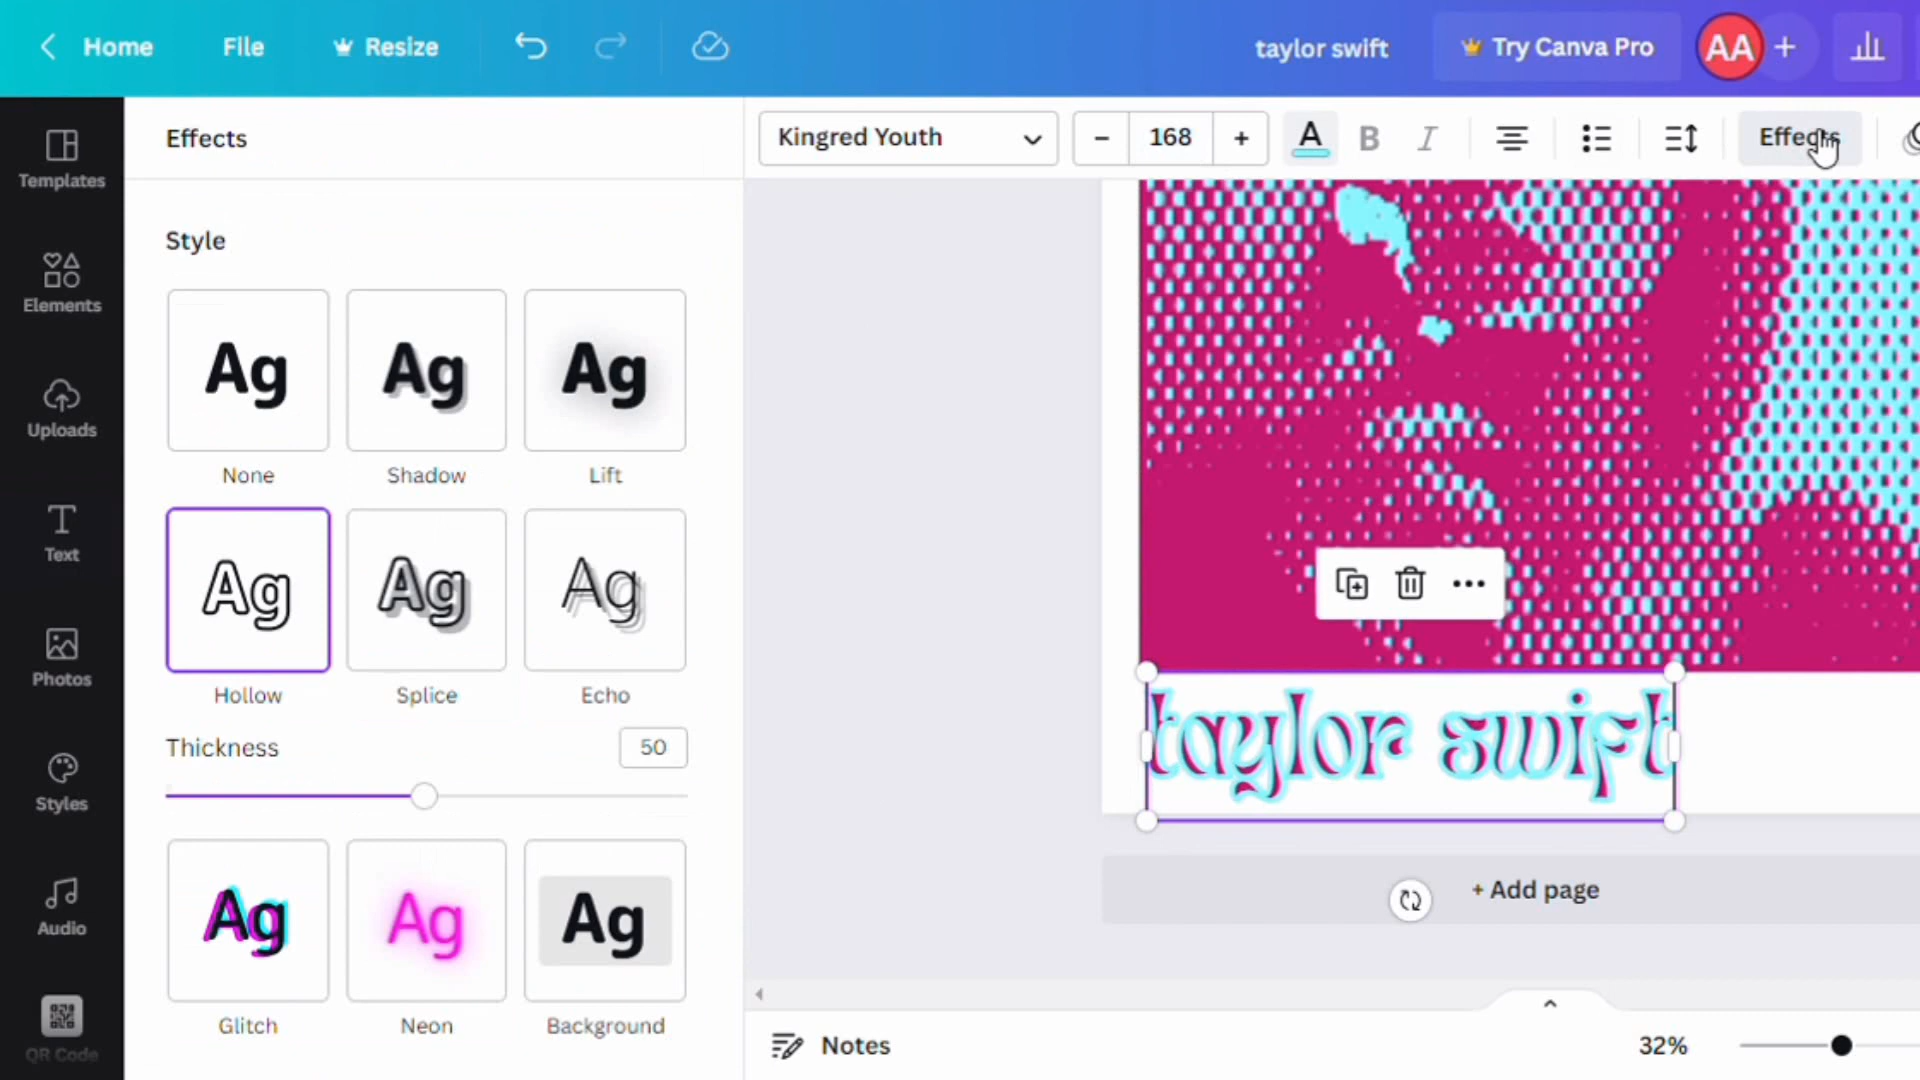 Home File Resize taylor swift Try Canva Pro AA
Effects Kingred Youth 168 A B I Effects
Templates
Style
Elements
Ag Ag Ag
Uploads
None Shadow Lift
Text
Ag Ag Ag
Photos
Hollow Splice Echo
taylor swift
Thickness 50
Styles
Ag Ag Ag
Audio
+ Add page
Glitch Neon Background
QR Code
Notes 32%